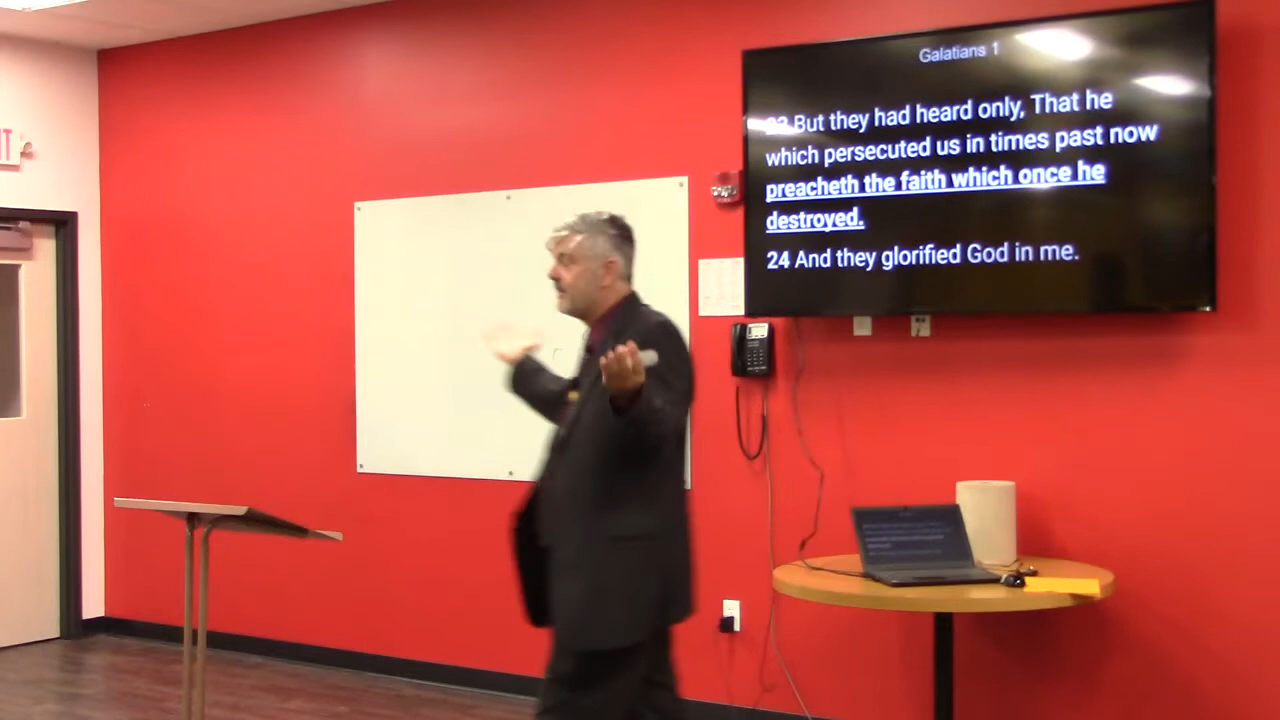 Galatians 1
23 But they had heard only, That he
which persecuted us in times past now
preacheth the faith which once he
destroyed.
24 And they glorified God in me.